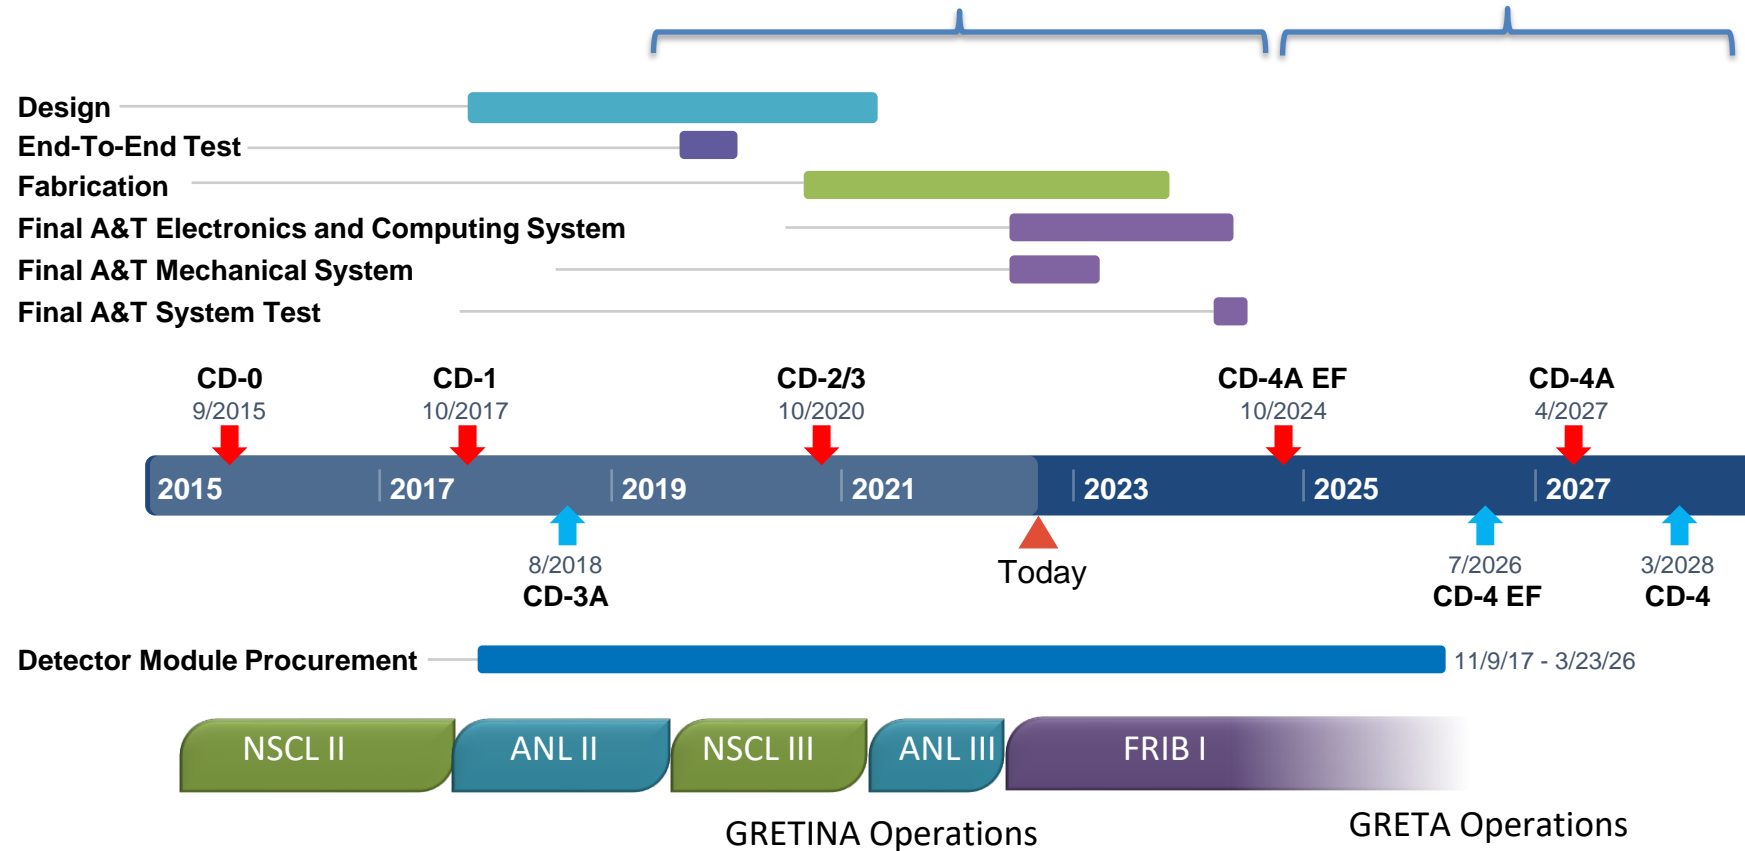 Design
End-To-End Test
Fabrication
Final A&T Electronics and Computing System
Final A&T Mechanical System
Final A&T System Test
CD-0 CD-1 CD-2/3 CD-4A EF CD-4A
9/2015 10/2017 10/2020 10/2024 4/2027
2015 2017 2019 2021 2023 2025 2027
8/2018 Today 7/2026 3/2028
CD-3A CD-4 EF CD-4
Detector Module Procurement 11/9/17 - 3/23/26
NSCL II ANL II NSCL III ANL III FRIB I
GRETINA Operations GRETA Operations